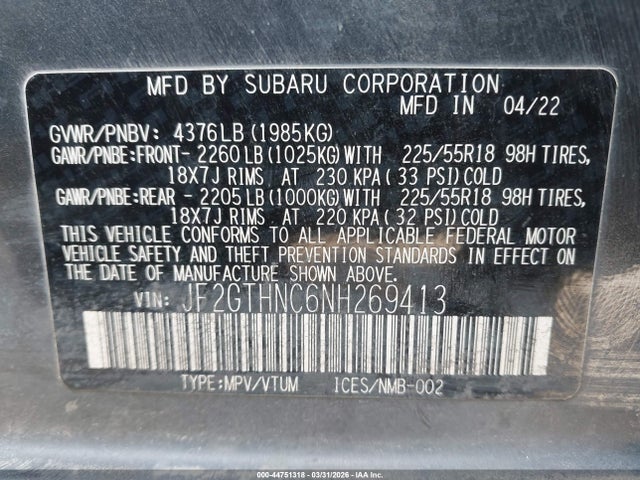 MFD BY SUBARU CORPORATION
MFD IN 04/22
GVWR/PNBV: 4376LB(1985KG)
GAWR/PNBE:FRONT- 2260LB(1025KG)WITH 225/55R18 98H TIRES,
18X7J RIMS AT 230 KPA(33 PSI)COLD
GAWR/PNBE:REAR - 2205LB(1000KG)WITH 225/55R18 98H TIRES,
18X7J RIMS AT 220 KPA(32 PSI)COLD
THIS VEHICLE CONFORMS TO ALL APPLICABLE FEDERAL MOTOR
VEHICLE SAFETY AND THEFT PREVENTION STANDARDS IN EFFECT
ON THE DATE OF MANUFACTURE SHOWN ABOVE.
VIN: JF2GTHNC6NH269413
TYPE:MPV/VTUM ICES/NMB-002
000-44751318 - 03/31/2026 - IAA Inc.